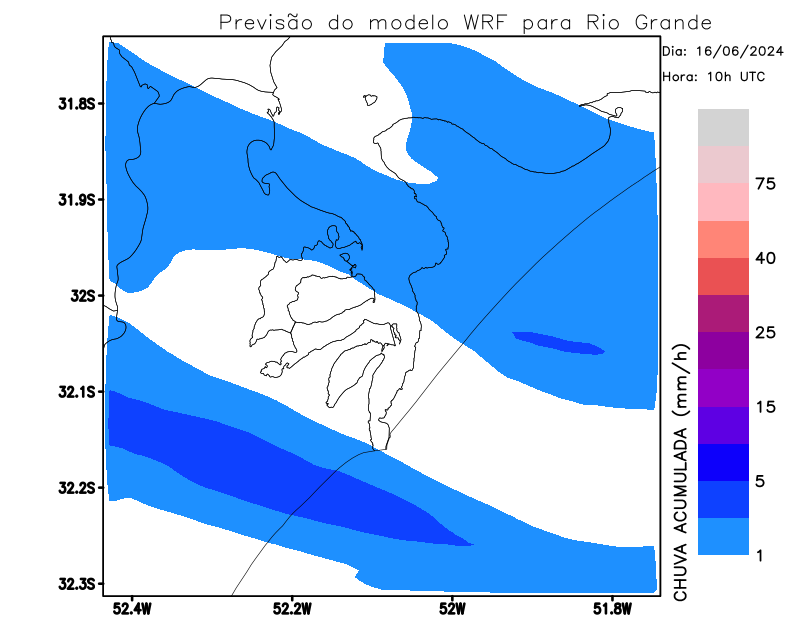 Previsão do modelo WRF para Rio Grande
Dia: 16/06/2024
Hora: 10h UTC
31.8S
31.9S
32S
32.1S
32.2S
32.3S
52.4W
52.2W
52W
51.8W
75
40
25
15
5
1
CHUVA ACUMULADA (mm/h)